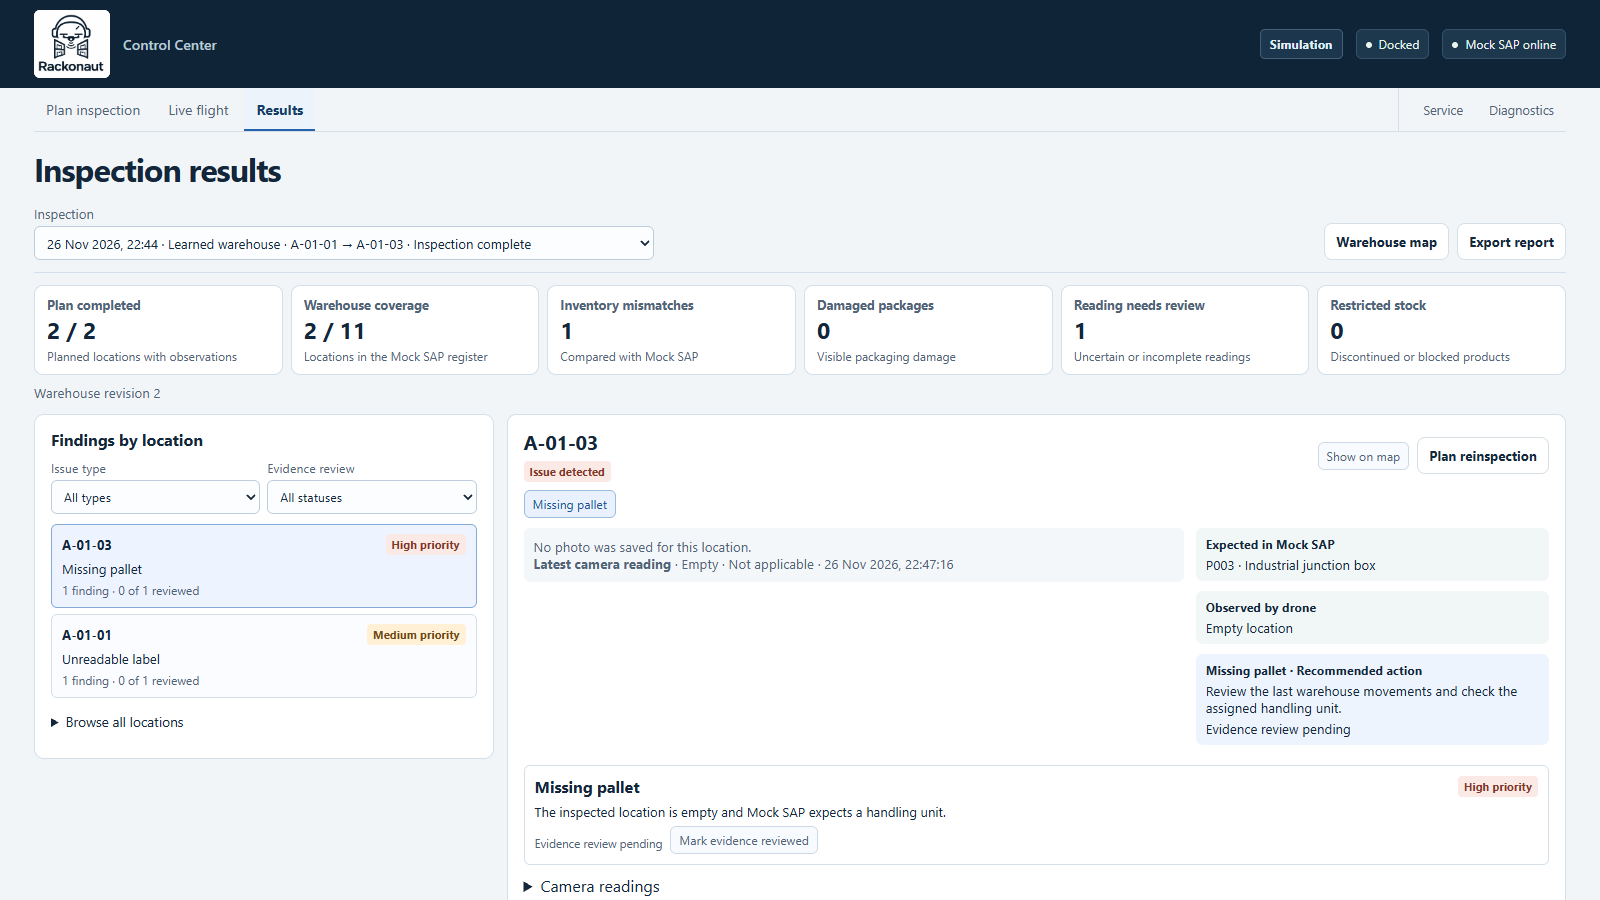 Rackonaut
Control Center
Simulation
Docked
Mock SAP online
Plan inspection
Live flight
Results
Service
Diagnostics
Inspection results
Inspection
26 Nov 2026, 22:44 · Learned warehouse · A-01-01 → A-01-03 · Inspection complete
Warehouse map
Export report
Plan completed
2 / 2
Planned locations with observations
Warehouse coverage
2 / 11
Locations in the Mock SAP register
Inventory mismatches
1
Compared with Mock SAP
Damaged packages
0
Visible packaging damage
Reading needs review
1
Uncertain or incomplete readings
Restricted stock
0
Discontinued or blocked products
Warehouse revision 2
Findings by location
Issue type
Evidence review
All types
All statuses
A-01-03
High priority
Missing pallet
1 finding · 0 of 1 reviewed
A-01-01
Medium priority
Unreadable label
1 finding · 0 of 1 reviewed
Browse all locations
A-01-03
Issue detected
Missing pallet
Show on map
Plan reinspection
No photo was saved for this location.
Latest camera reading · Empty · Not applicable · 26 Nov 2026, 22:47:16
Expected in Mock SAP
P003 · Industrial junction box
Observed by drone
Empty location
Missing pallet · Recommended action
Review the last warehouse movements and check the
assigned handling unit.
Evidence review pending
Missing pallet
High priority
The inspected location is empty and Mock SAP expects a handling unit.
Evidence review pending
Mark evidence reviewed
Camera readings